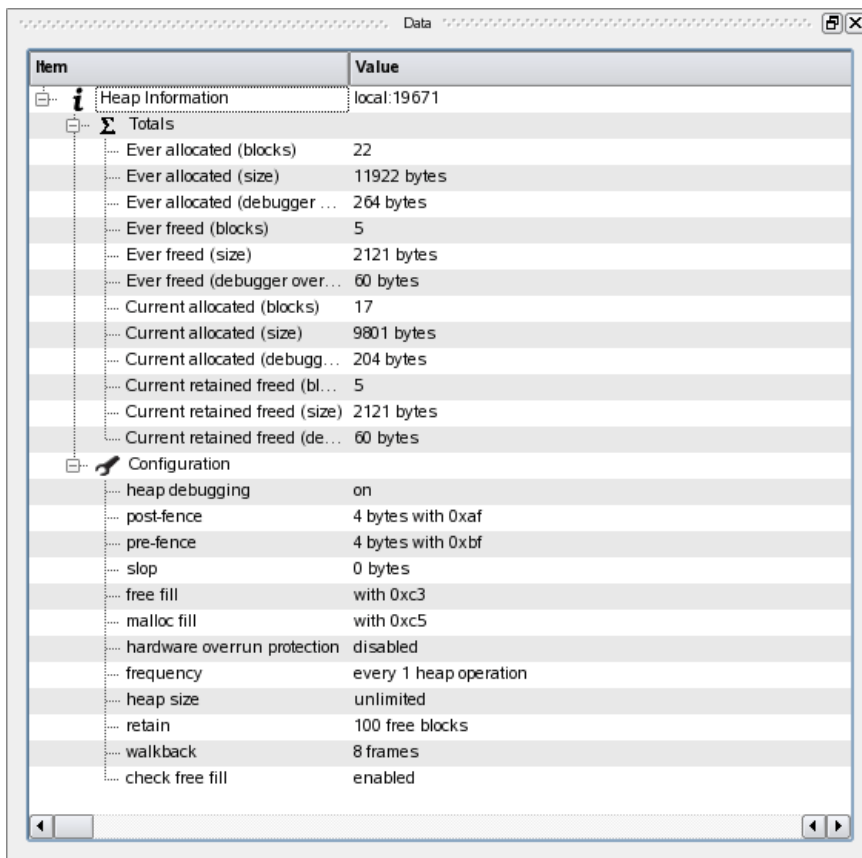 Data
Item Value
Heap Information local:19671
Totals
Ever allocated (blocks) 22
Ever allocated (size) 11922 bytes
Ever allocated (debugger ... 264 bytes
Ever freed (blocks) 5
Ever freed (size) 2121 bytes
Ever freed (debugger over... 60 bytes
Current allocated (blocks) 17
Current allocated (size) 9801 bytes
Current allocated (debugg... 204 bytes
Current retained freed (bl... 5
Current retained freed (size) 2121 bytes
Current retained freed (de... 60 bytes
Configuration
heap debugging on
post-fence 4 bytes with 0xaf
pre-fence 4 bytes with 0xbf
slop 0 bytes
free fill with 0xc3
malloc fill with 0xc5
hardware overrun protection disabled
frequency every 1 heap operation
heap size unlimited
retain 100 free blocks
walkback 8 frames
check free fill enabled